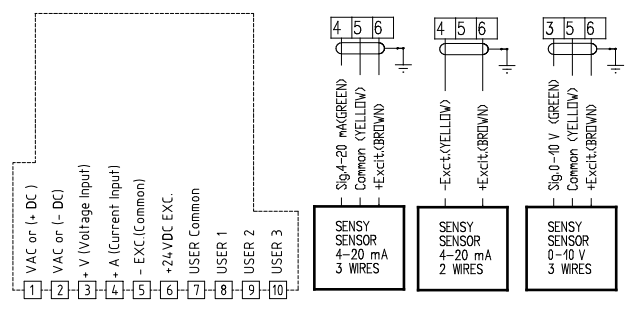 VAC or (+ DC )
VAC or (- DC)
+ V (Voltage Input)
+ A (Current Input)
- EXC.(Common)
+24VDC EXC.
USER Common
USER 1
USER 2
USER 3
1 2 3 4 5 6 7 8 9 10
4 5 6
Sig.4-20 mA(GREEN)
Common (YELLOW)
+Excit.(BROWN)
SENSY
SENSOR
4-20 mA
3 WIRES
4 5 6
-Exct.(YELLOW)
+Excit.(BROWN)
SENSY
SENSOR
4-20 mA
2 WIRES
3 5 6
Sig.0-10 V (GREEN)
Common (YELLOW)
+Excit.(BROWN)
SENSY
SENSOR
0-10 V
3 WIRES